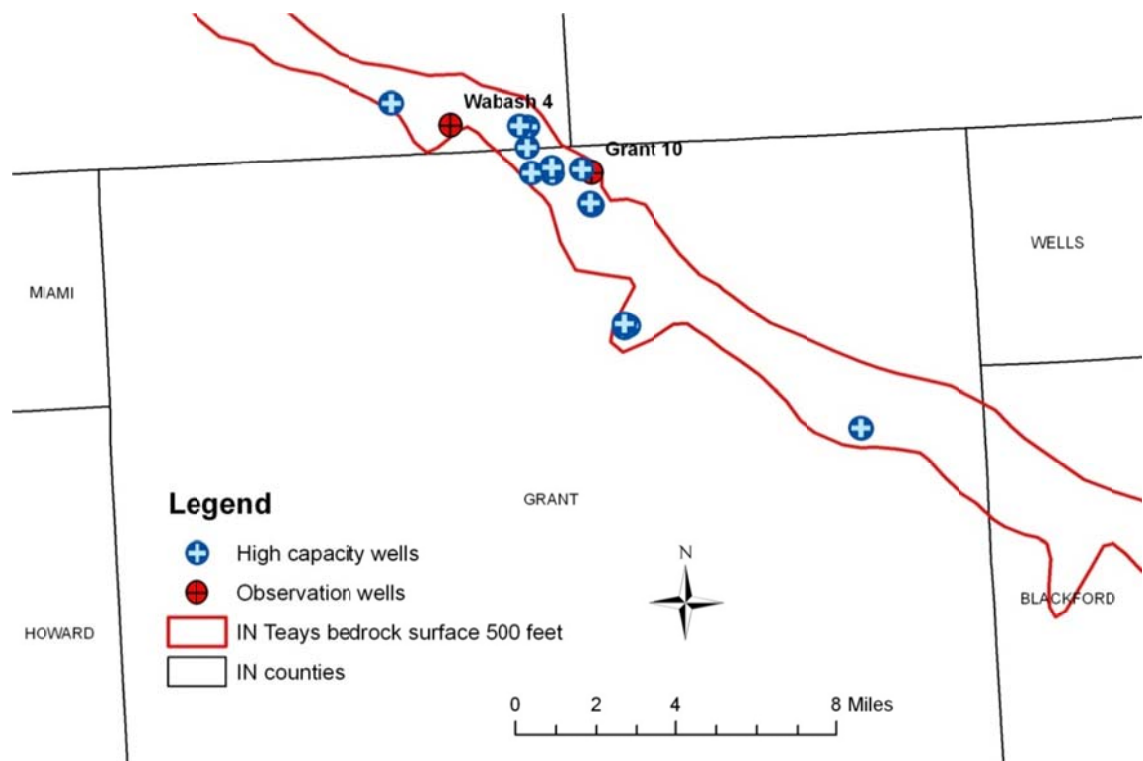 Wabash 4
Grant 10
WELLS
MIAMI
GRANT
Legend
High capacity wells
N
Observation wells
BLACKFORD
HOWARD
IN Teays bedrock surface 500 feet
IN counties
0 2 4 8 Miles